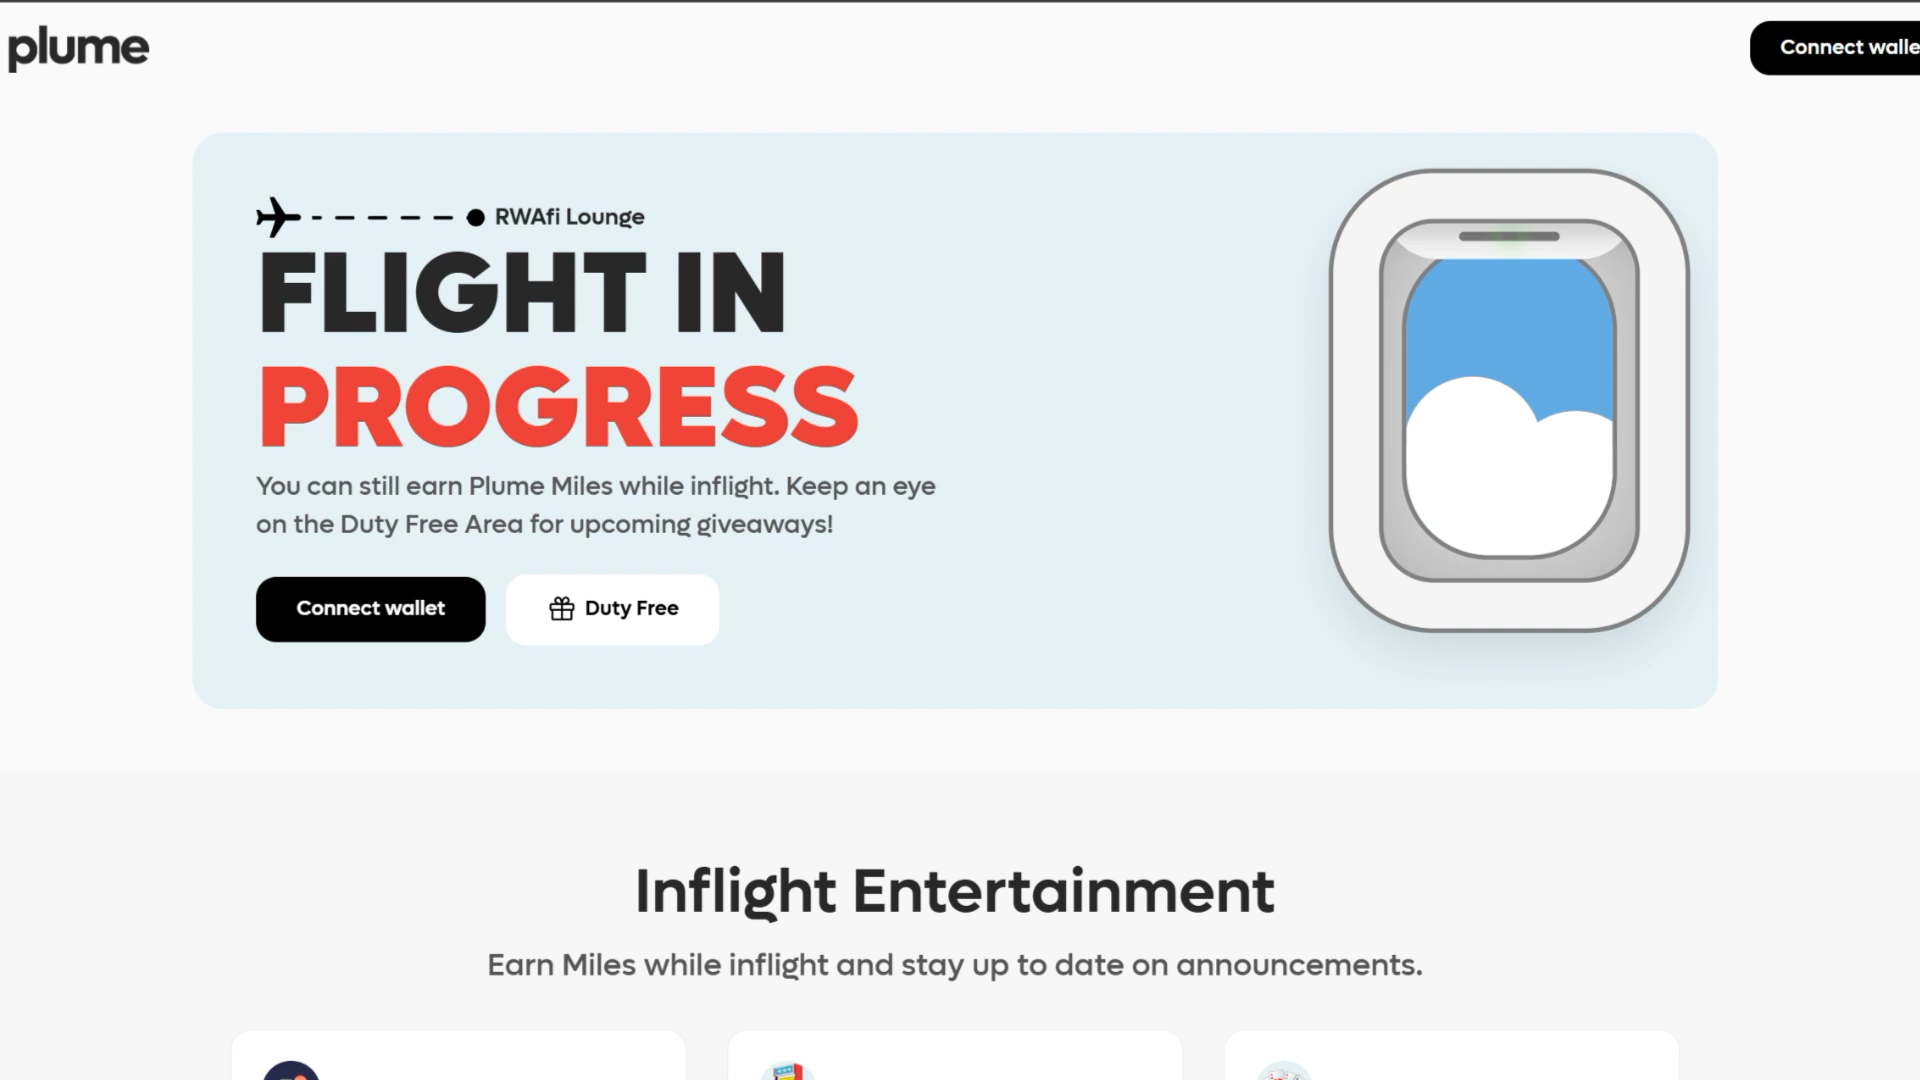 plume
Connect walle
RWAfi Lounge
FLIGHT IN
PROGRESS
You can still earn Plume Miles while inflight. Keep an eye
on the Duty Free Area for upcoming giveaways!
Connect wallet
Duty Free
Inflight Entertainment
Earn Miles while inflight and stay up to date on announcements.